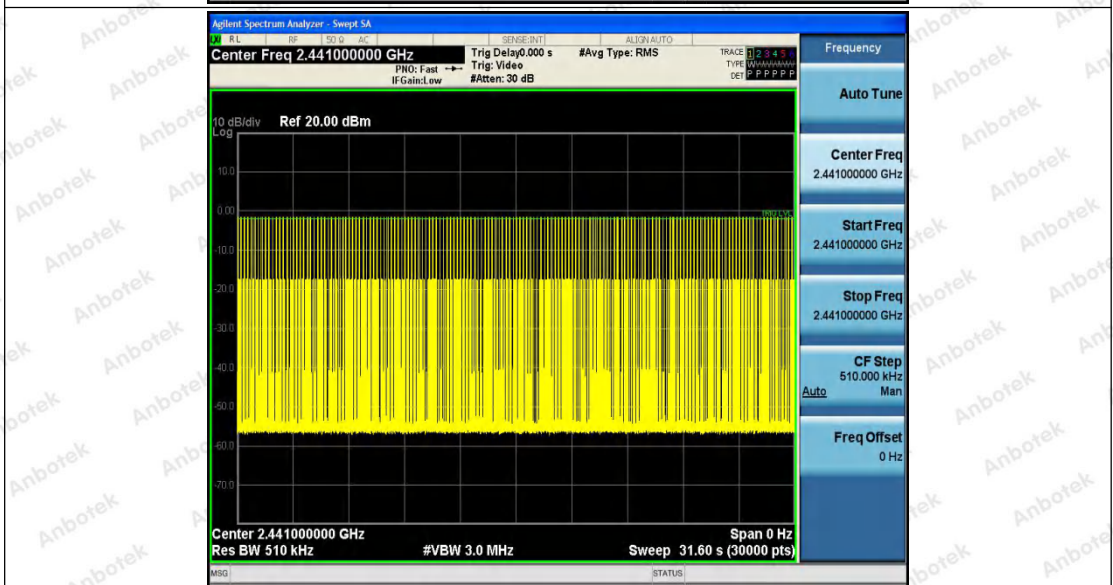 Agilent Spectrum Analyzer - Swept SA
RL RF 50 Ω AC SENSE:INT ALIGN AUTO
Center Freq 2.441000000 GHz
PNO: Fast
IFGain:Low
Trig Delay0.000 s
Trig: Video
#Atten: 30 dB
#Avg Type: RMS
TRACE 1 2 3 4 5 6
TYPE
DET P P P P P P
10 dB/div Ref 20.00 dBm
Log
10.0
0.00
TRIG LVL
-10.0
-20.0
-30.0
-40.0
-50.0
-60.0
-70.0
Center 2.441000000 GHz Span 0 Hz
Res BW 510 kHz #VBW 3.0 MHz Sweep 31.60 s (30000 pts)
MSG STATUS
Frequency
Auto Tune
Center Freq
2.441000000 GHz
Start Freq
2.441000000 GHz
Stop Freq
2.441000000 GHz
CF Step
510.000 kHz
Auto Man
Freq Offset
0 Hz
Anbotek